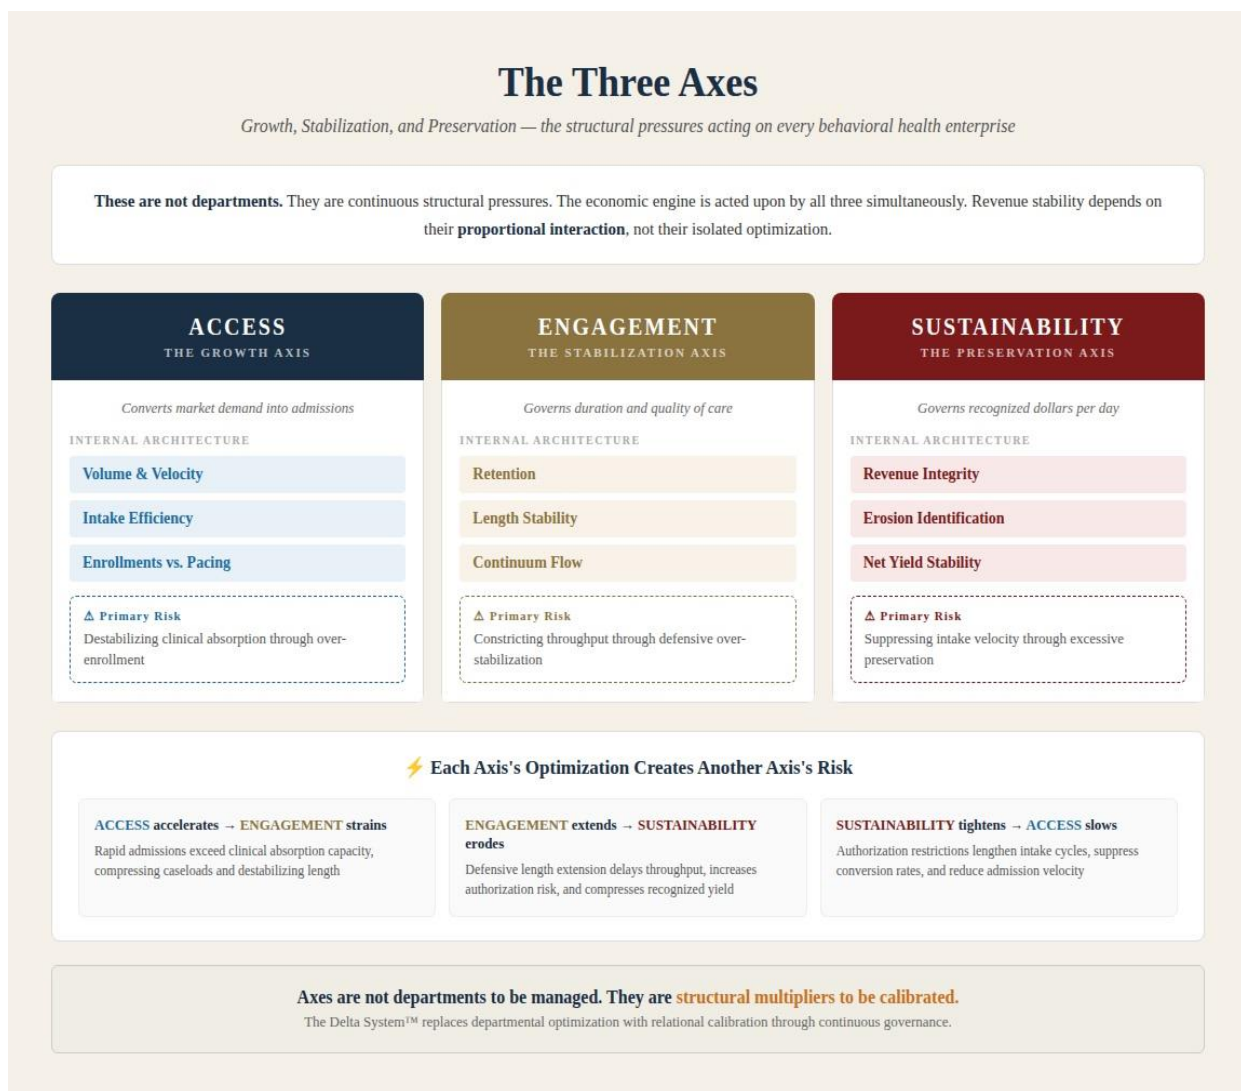 The Three Axes
Growth, Stabilization, and Preservation — the structural pressures acting on every behavioral health enterprise
These are not departments. They are continuous structural pressures. The economic engine is acted upon by all three simultaneously. Revenue stability depends on
their proportional interaction, not their isolated optimization.
ACCESS
THE GROWTH AXIS
Converts market demand into admissions
INTERNAL ARCHITECTURE
Volume & Velocity
Intake Efficiency
Enrollments vs. Pacing
⚠ Primary Risk
Destabilizing clinical absorption through over-
enrollment
ENGAGEMENT
THE STABILIZATION AXIS
Governs duration and quality of care
INTERNAL ARCHITECTURE
Retention
Length Stability
Continuum Flow
⚠ Primary Risk
Constricting throughput through defensive over-
stabilization
SUSTAINABILITY
THE PRESERVATION AXIS
Governs recognized dollars per day
INTERNAL ARCHITECTURE
Revenue Integrity
Erosion Identification
Net Yield Stability
⚠ Primary Risk
Suppressing intake velocity through excessive
preservation
⚡ Each Axis's Optimization Creates Another Axis's Risk
ACCESS accelerates → ENGAGEMENT strains
Rapid admissions exceed clinical absorption capacity,
compressing caseloads and destabilizing length
ENGAGEMENT extends → SUSTAINABILITY
erodes
Defensive length extension delays throughput, increases
authorization risk, and compresses recognized yield
SUSTAINABILITY tightens → ACCESS slows
Authorization restrictions lengthen intake cycles, suppress
conversion rates, and reduce admission velocity
Axes are not departments to be managed. They are structural multipliers to be calibrated.
The Delta System™ replaces departmental optimization with relational calibration through continuous governance.